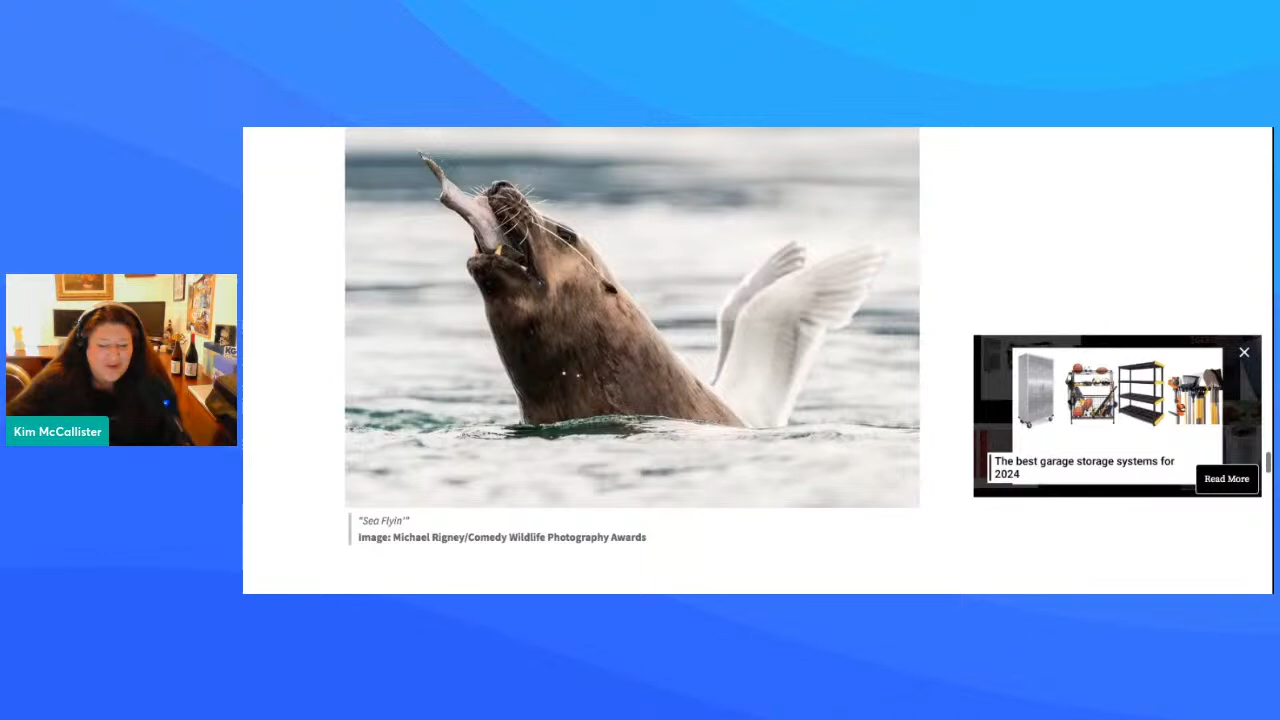 Kim McCallister
"Sea Flyin'"
Image: Michael Rigney/Comedy Wildlife Photography Awards
The best garage storage systems for
2024
Read More